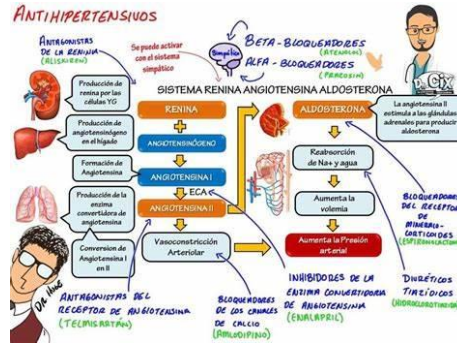 ANTIHIPERTENSIVOS
ANTAGONISTAS
DE LA RENINA
(ALISKIREN)
Se puede activar
con el sistema
simpático
Simpático
BETA-BLOQUEADORES
(ATENOLOL)
ALFA-BLOQUEADORES
(PRAZOSIN)
SISTEMA RENINA ANGIOTENSINA ALDOSTERONA
Producción de
renina por las
células YG
Producción de
angiotensinógeno
en el hígado
Formación de
Angiotensina
Producción de la
enzima
convertidora de
angiotensina
Conversion de
Angiotensina I
en II
RENINA
ANGIOTENSINÓGENO
ANGIOTENSINA I
ECA
ANGIOTENSINA II
Vasoconstricción
Arteriolar
ALDOSTERONA
Reabsorción
de Na+ y agua
Aumenta la
volemia
Aumenta la Presión
arterial
La angiotensina II
estimula a las glándulas
adrenales para producir
aldosterona
BLOQUEADORES
DEL RECEPTOR
DE
MINERALO-
CORTICOIDES
(ESPIRONOLACTONA)
DIURÉTICOS
TIAZÍDICOS
(HIDROCLOROTIAZIDA)
INHIBIDORES DE LA
ENZIMA CONVERTIDORA
DE ANGIOTENSINA
(ENALAPRIL)
BLOQUEADORES
DE LOS CANALES
DE CALCIO
(AMLODIPINO)
ANTAGONISTAS DEL
RECEPTOR DE ANGIOTENSINA
(TELMISARTÁN)
DR HINE